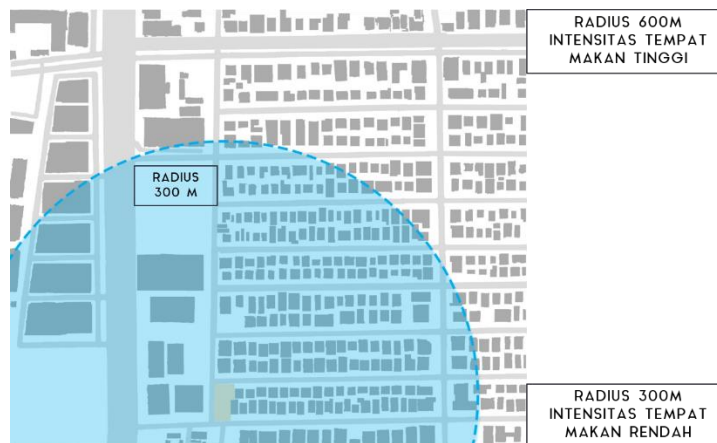 RADIUS 600M
INTENSITAS TEMPAT
MAKAN TINGGI
RADIUS
300 M
RADIUS 300M
INTENSITAS TEMPAT
MAKAN RENDAH